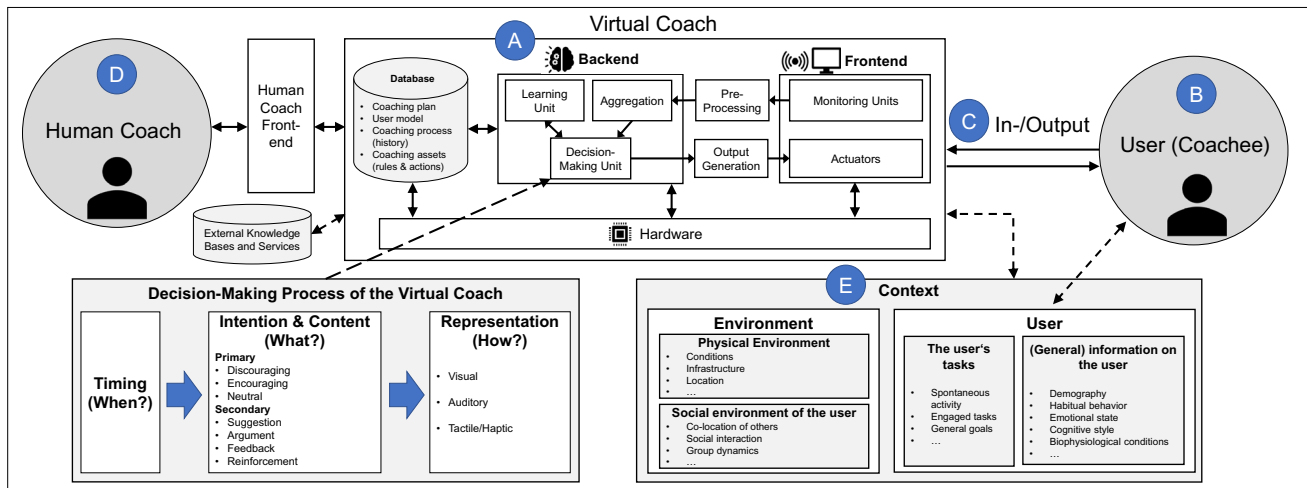 Virtual Coach
A
D
Human Coach
Human
Coach
Front-
end
External Knowledge
Bases and Services
Database
• Coaching plan
• User model
• Coaching process
(history)
• Coaching assets
(rules & actions)
Backend
Learning
Unit
Aggregation
Decision-
Making Unit
Pre-
Processing
Output
Generation
Frontend
Monitoring Units
Actuators
Hardware
C
In-/Output
B
User (Coachee)
Decision-Making Process of the Virtual Coach
Timing
(When?)
Intention & Content
(What?)
Primary
• Discouraging
• Encouraging
• Neutral
Secondary
• Suggestion
• Argument
• Feedback
• Reinforcement
Representation
(How?)
• Visual
• Auditory
• Tactile/Haptic
E
Context
Environment
Physical Environment
• Conditions
• Infrastructure
• Location
• …
Social environment of the user
• Co-location of others
• Social interaction
• Group dynamics
• …
User
The user‘s
tasks
• Spontaneous
activity
• Engaged tasks
• General goals
• …
(General) information on
the user
• Demography
• Habitual behavior
• Emotional state
• Cognitive style
• Biophysiological conditions
• …